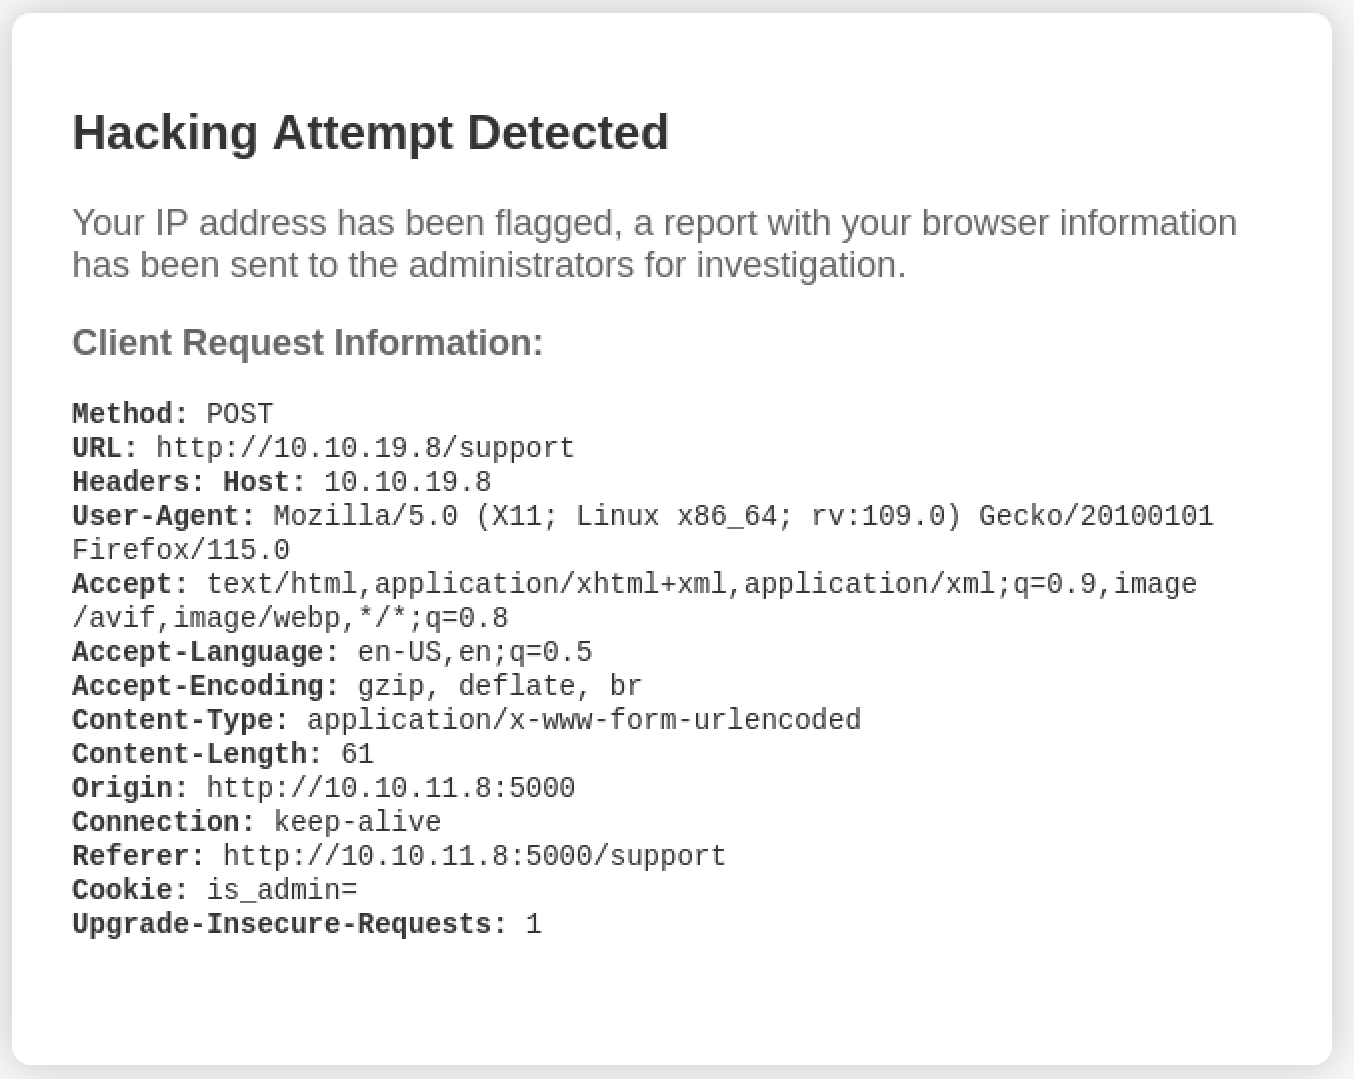 Hacking Attempt Detected
Your IP address has been flagged, a report with your browser information
has been sent to the administrators for investigation.
Client Request Information:
Method: POST
URL: http://10.10.19.8/support
Headers: Host: 10.10.19.8
User-Agent: Mozilla/5.0 (X11; Linux x86_64; rv:109.0) Gecko/20100101
Firefox/115.0
Accept: text/html,application/xhtml+xml,application/xml;q=0.9,image
/avif,image/webp,*/*;q=0.8
Accept-Language: en-US,en;q=0.5
Accept-Encoding: gzip, deflate, br
Content-Type: application/x-www-form-urlencoded
Content-Length: 61
Origin: http://10.10.11.8:5000
Connection: keep-alive
Referer: http://10.10.11.8:5000/support
Cookie: is_admin=
Upgrade-Insecure-Requests: 1